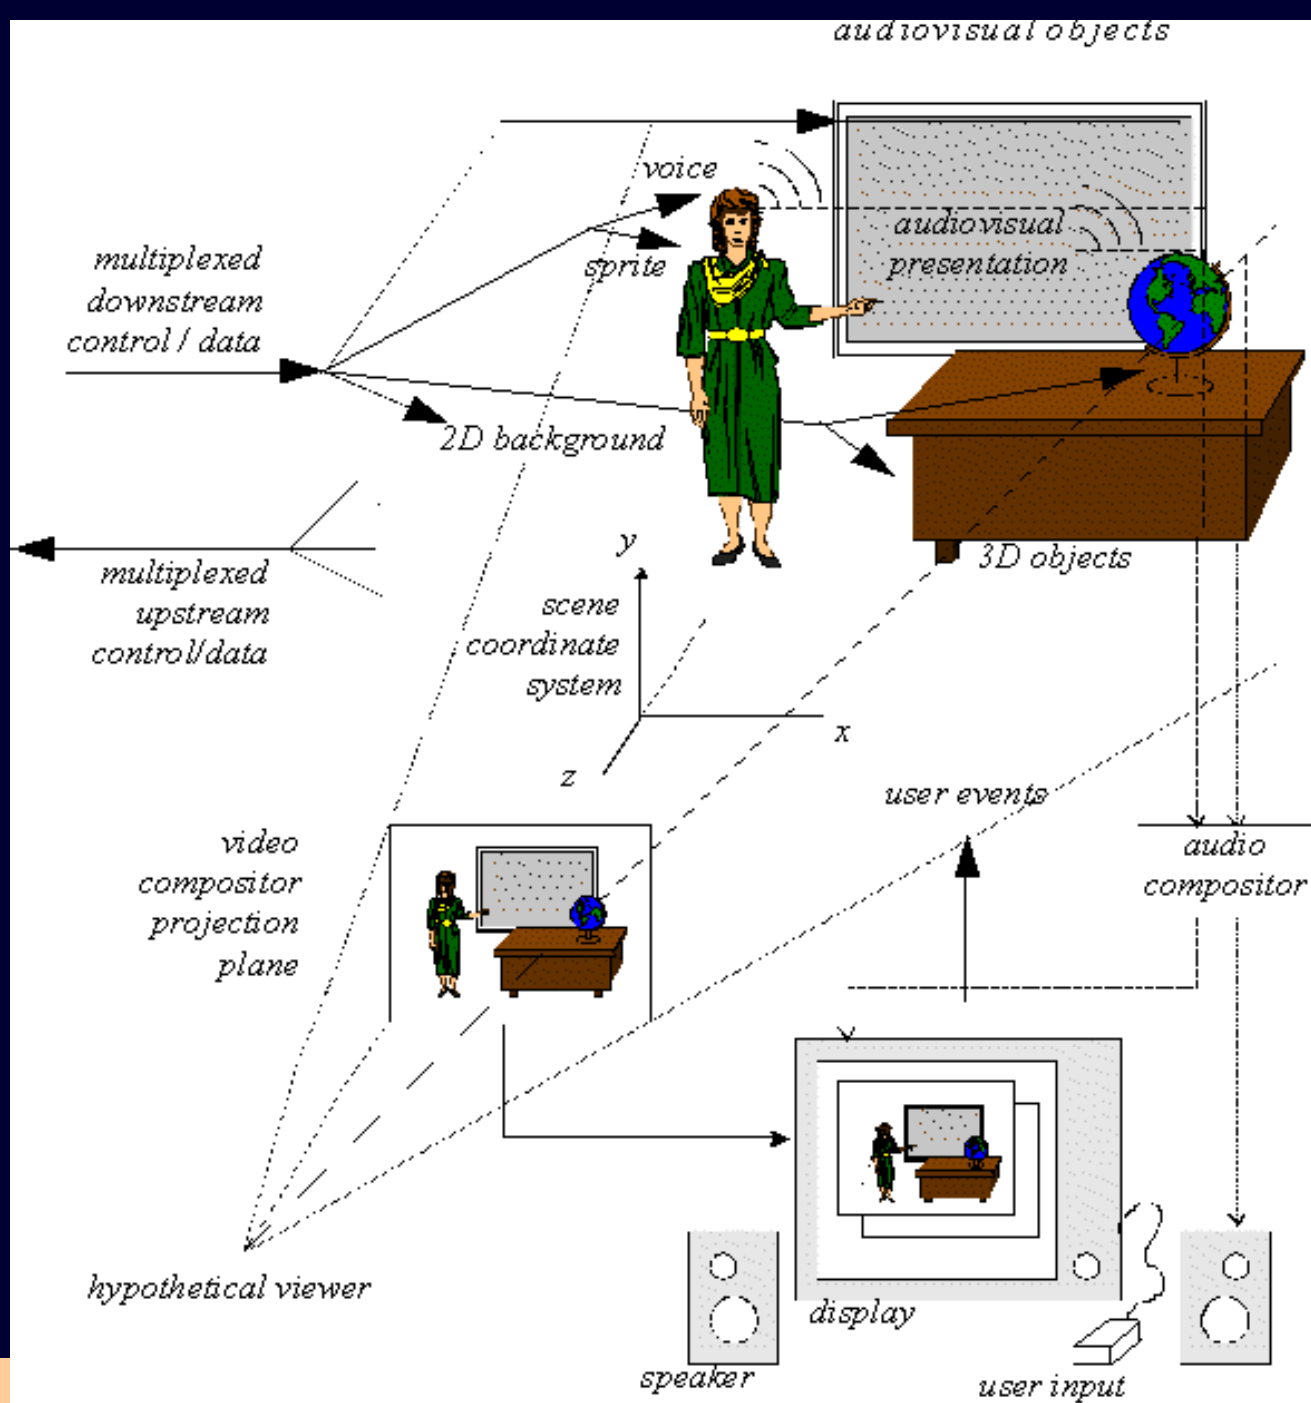 audiovisual objects
voice
sprite
audiovisual
presentation
multiplexed
downstream
control / data
2D background
3D objects
multiplexed
upstream
control/data
y
scene
coordinate
system
x
z
user events
video
compositor
projection
plane
audio
compositor
hypothetical viewer
display
speaker
user input